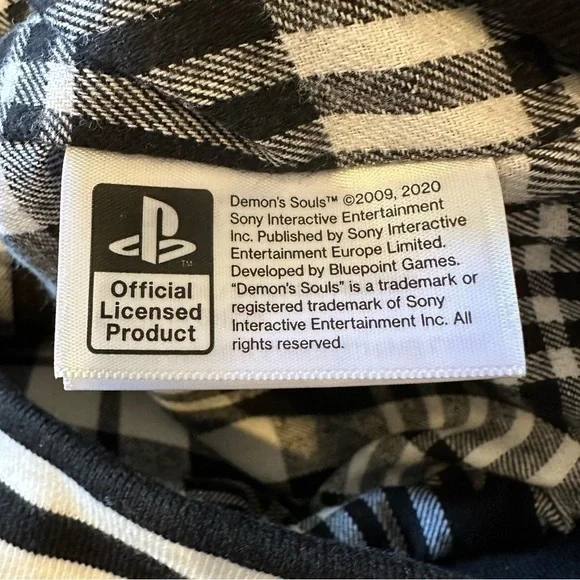 TM
Official
Licensed
Product
Demon's Souls™ ©2009, 2020
Sony Interactive Entertainment
Inc. Published by Sony Interactive
Entertainment Europe Limited.
Developed by Bluepoint Games.
“Demon's Souls” is a trademark or
registered trademark of Sony
Interactive Entertainment Inc. All
rights reserved.